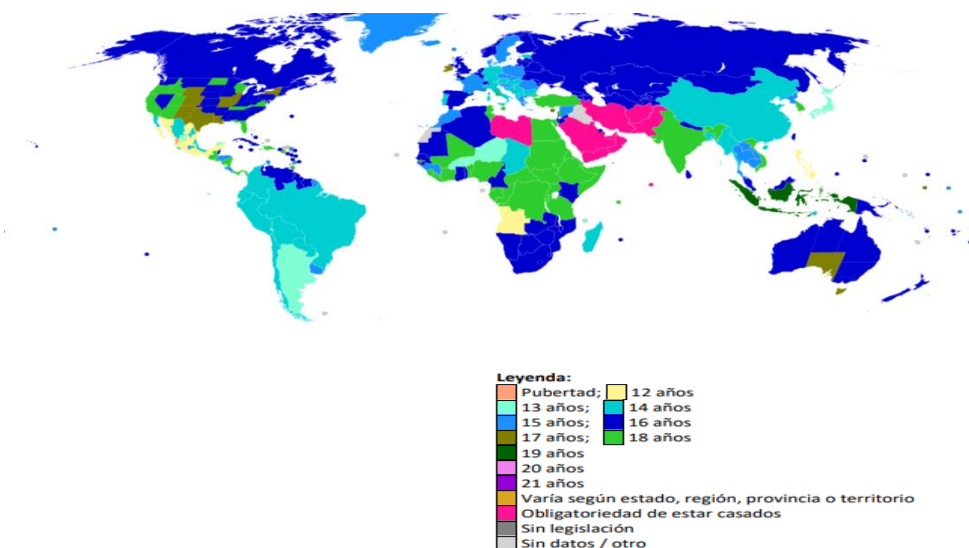 Leyenda:
Pubertad; 12 años
13 años; 14 años
15 años; 16 años
17 años; 18 años
19 años
20 años
21 años
Varía según estado, región, provincia o territorio
Obligatoriedad de estar casados
Sin legislación
Sin datos / otro